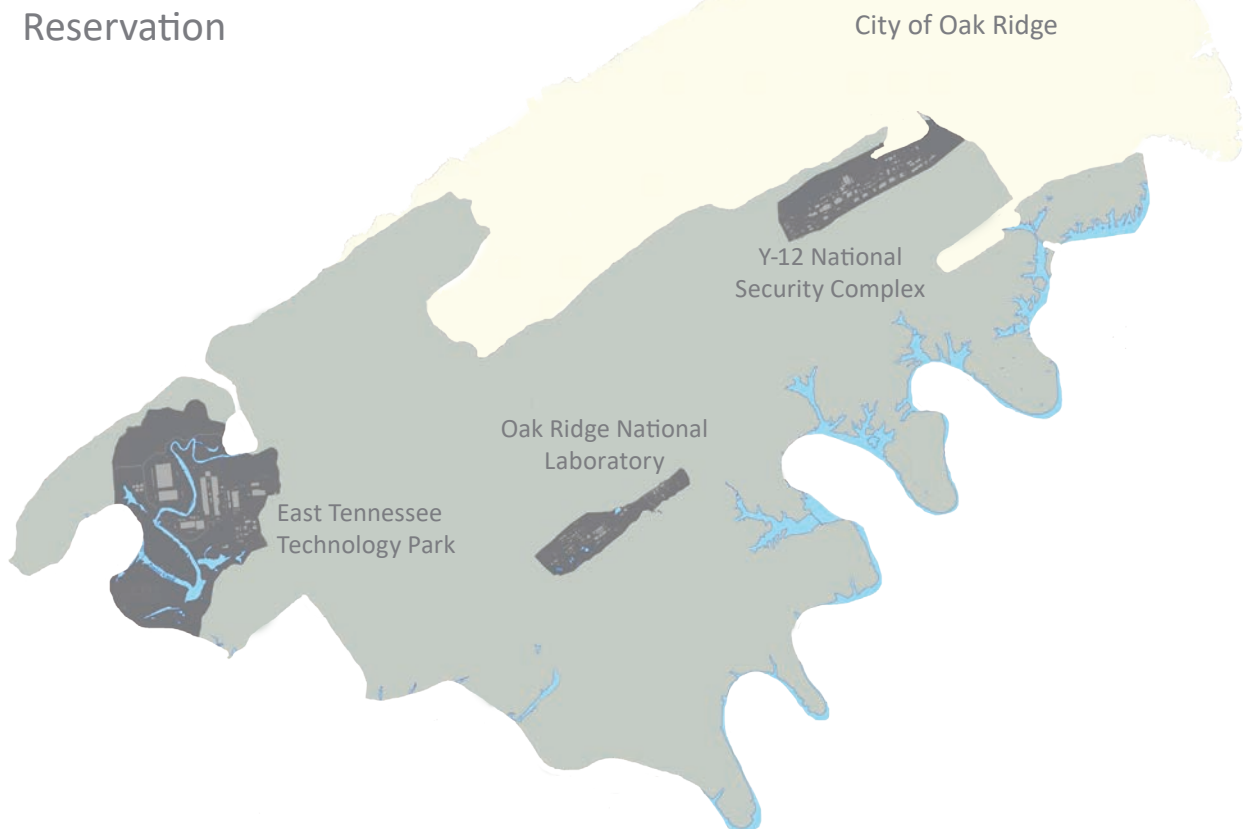 Reservation
City of Oak Ridge
Y-12 National
Security Complex
Oak Ridge National
Laboratory
East Tennessee
Technology Park